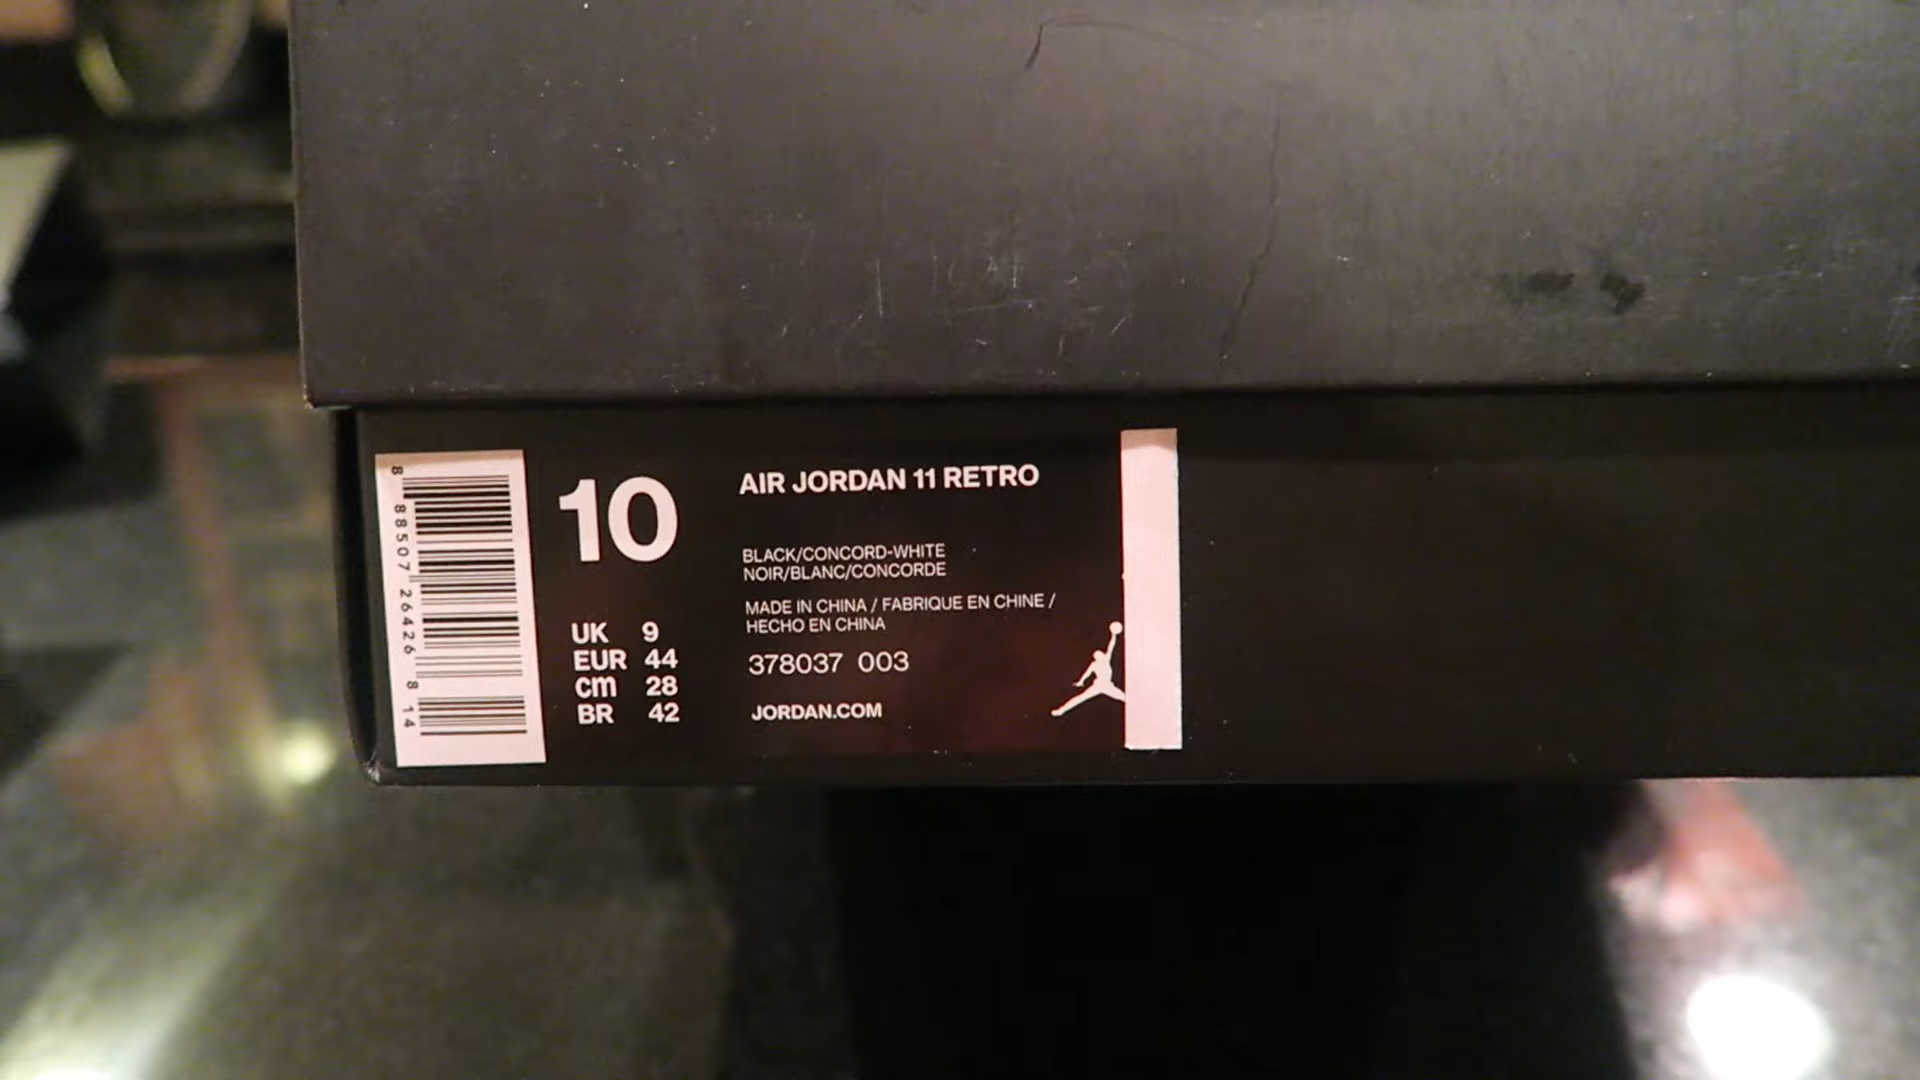 8 88507 26426 8 14
10
UK 9
EUR 44
cm 28
BR 42
AIR JORDAN 11 RETRO
BLACK/CONCORD-WHITE
NOIR/BLANC/CONCORDE
MADE IN CHINA / FABRIQUE EN CHINE /
HECHO EN CHINA
378037 003
JORDAN.COM